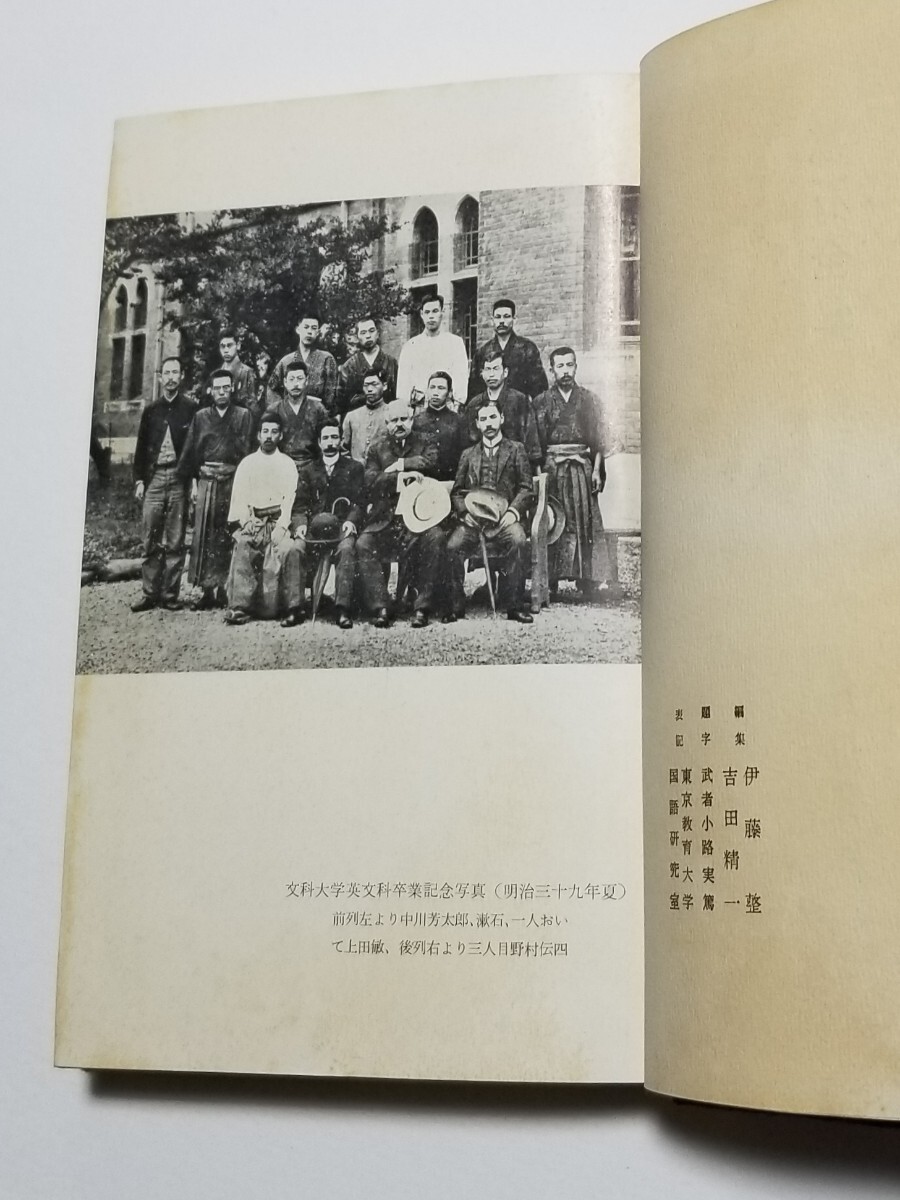 文科大学英文科卒業記念写真（明治三十九年夏）
前列左より中川芳太郎、漱石、一人おい
て上田敏、後列右より三人目野村伝四
編集
伊藤整
吉田精一
題字
武者小路実篤
表記
東京教育大学
国語研究室